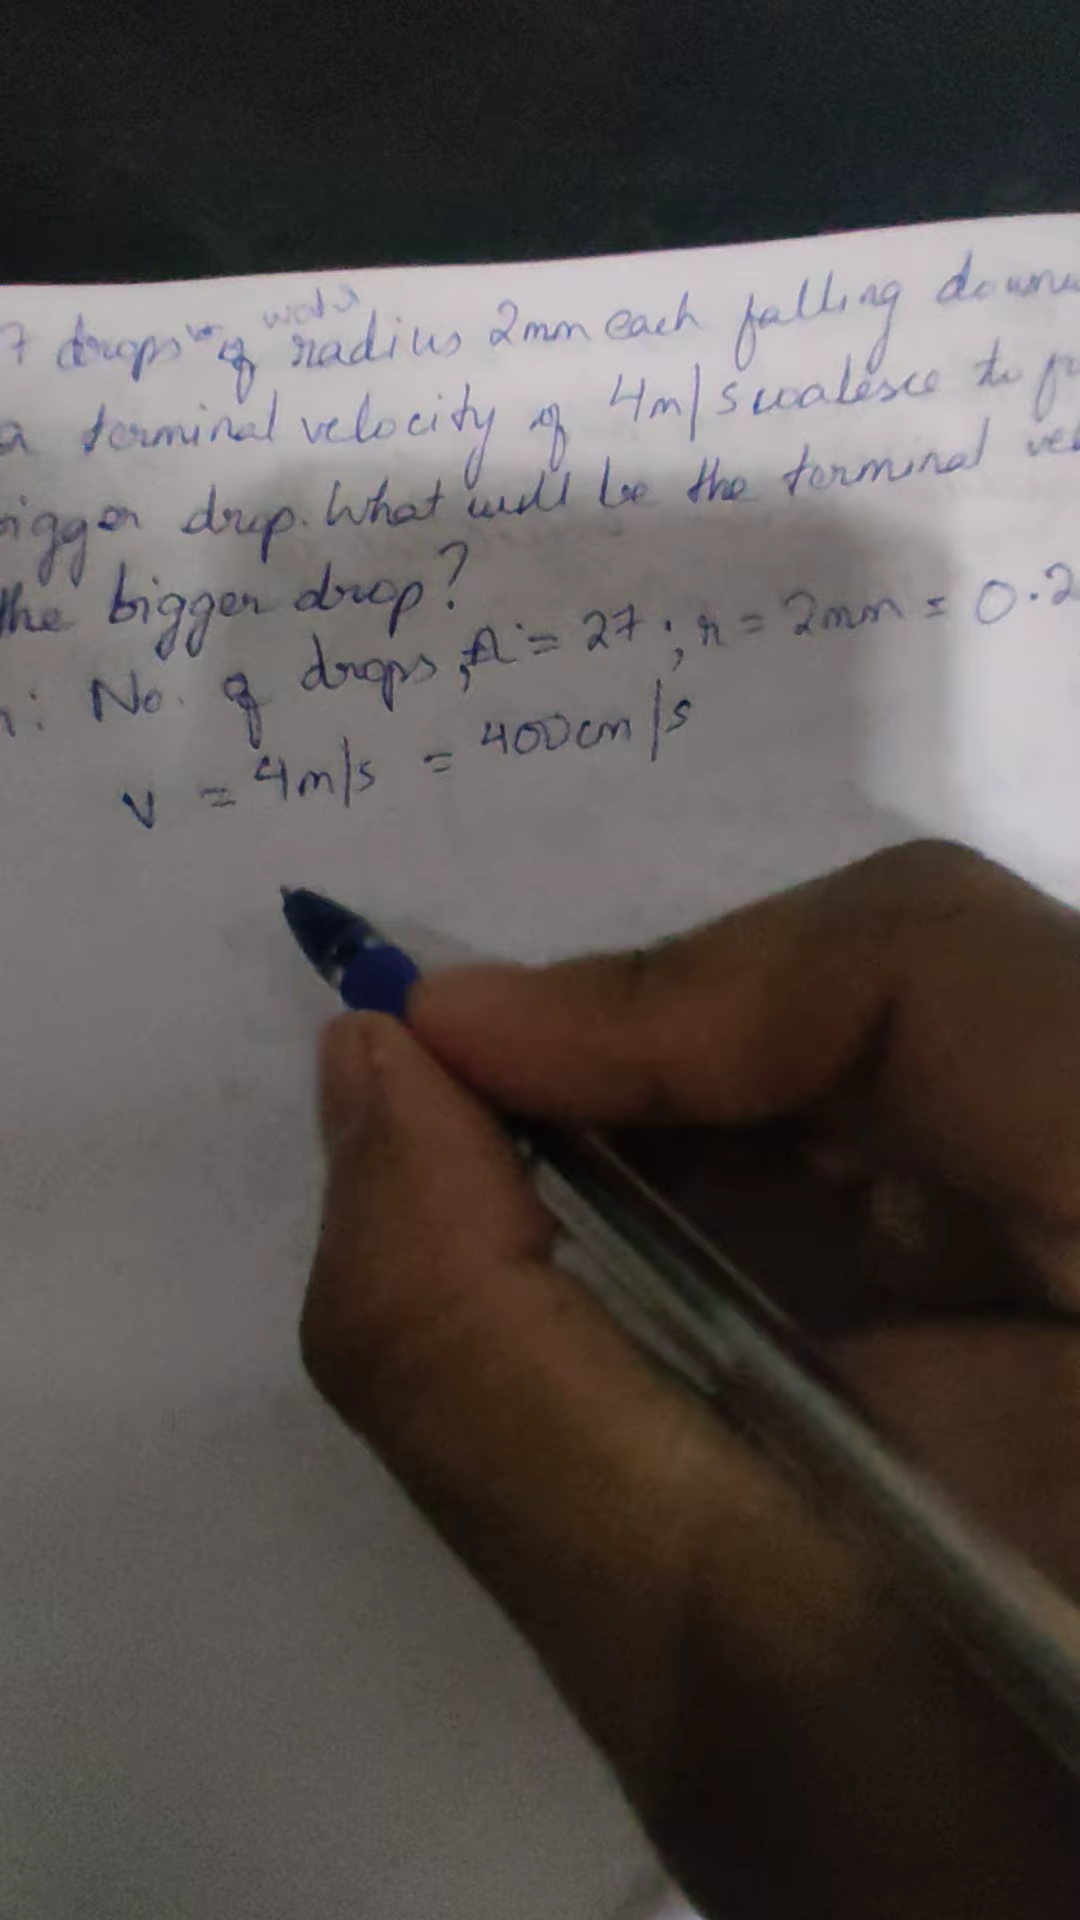 7 drops of water radius 2mm each falling down
a terminal velocity of 4m/s coalesce to
bigger drop. What will be the terminal vel
the bigger drop?
n: No. of drops, n = 27; r = 2mm = 0.2
v = 4m/s = 400cm/s